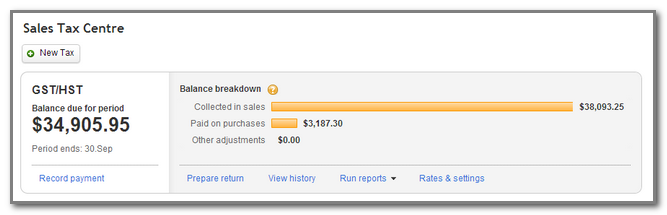 Sales Tax Centre
New Tax
GST/HST
Balance due for period
$34,905.95
Period ends: 30.Sep
Record payment
Balance breakdown ?
Collected in sales $38,093.25
Paid on purchases $3,187.30
Other adjustments $0.00
Prepare return View history Run reports Rates & settings